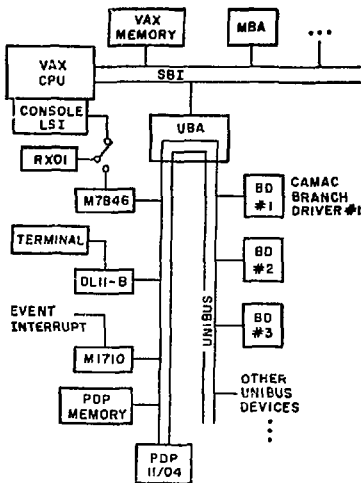 VAX
MEMORY
MBA
VAX
CPU
SBI
CONSOLE
LSI
UBA
RX01
M7846
BD
#1
CAMAC
BRANCH
DRIVER #1
TERMINAL
BD
#2
DL11-B
UNIBUS
EVENT
INTERRUPT
BD
#3
M1710
PDP
MEMORY
OTHER
UNIBUS
DEVICES
PDP
11/04